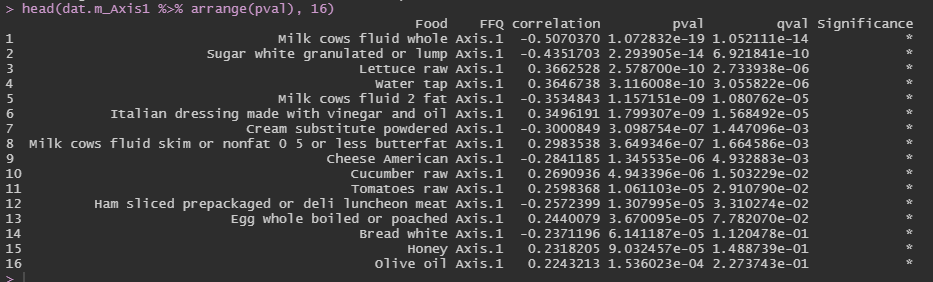 > head(dat.m_Axis1 %>% arrange(pval), 16)
Food FFQ correlation pval qval Significance
1 Milk cows fluid whole Axis.1 -0.5070370 1.072832e-19 1.052111e-14 *
2 Sugar white granulated or lump Axis.1 -0.4351703 2.293905e-14 6.921841e-10 *
3 Lettuce raw Axis.1 0.3662528 2.578700e-10 2.733938e-06 *
4 Water tap Axis.1 0.3646738 3.116008e-10 3.055822e-06 *
5 Milk cows fluid 2 fat Axis.1 -0.3534843 1.157151e-09 1.080762e-05 *
6 Italian dressing made with vinegar and oil Axis.1 0.3496191 1.799307e-09 1.568492e-05 *
7 Cream substitute powdered Axis.1 -0.3000849 3.098754e-07 1.447096e-03 *
8 Milk cows fluid skim or nonfat 0 5 or less butterfat Axis.1 0.2983538 3.649346e-07 1.664586e-03 *
9 Cheese American Axis.1 -0.2841185 1.345535e-06 4.932883e-03 *
10 Cucumber raw Axis.1 0.2690936 4.943396e-06 1.503229e-02 *
11 Tomatoes raw Axis.1 0.2598368 1.061103e-05 2.910790e-02 *
12 Ham sliced prepackaged or deli luncheon meat Axis.1 -0.2572399 1.307995e-05 3.310274e-02 *
13 Egg whole boiled or poached Axis.1 0.2440079 3.670095e-05 7.782070e-02 *
14 Bread white Axis.1 -0.2371196 6.141187e-05 1.120478e-01 *
15 Honey Axis.1 0.2318205 9.032457e-05 1.488739e-01 *
16 Olive oil Axis.1 0.2243213 1.536023e-04 2.273743e-01 *
>